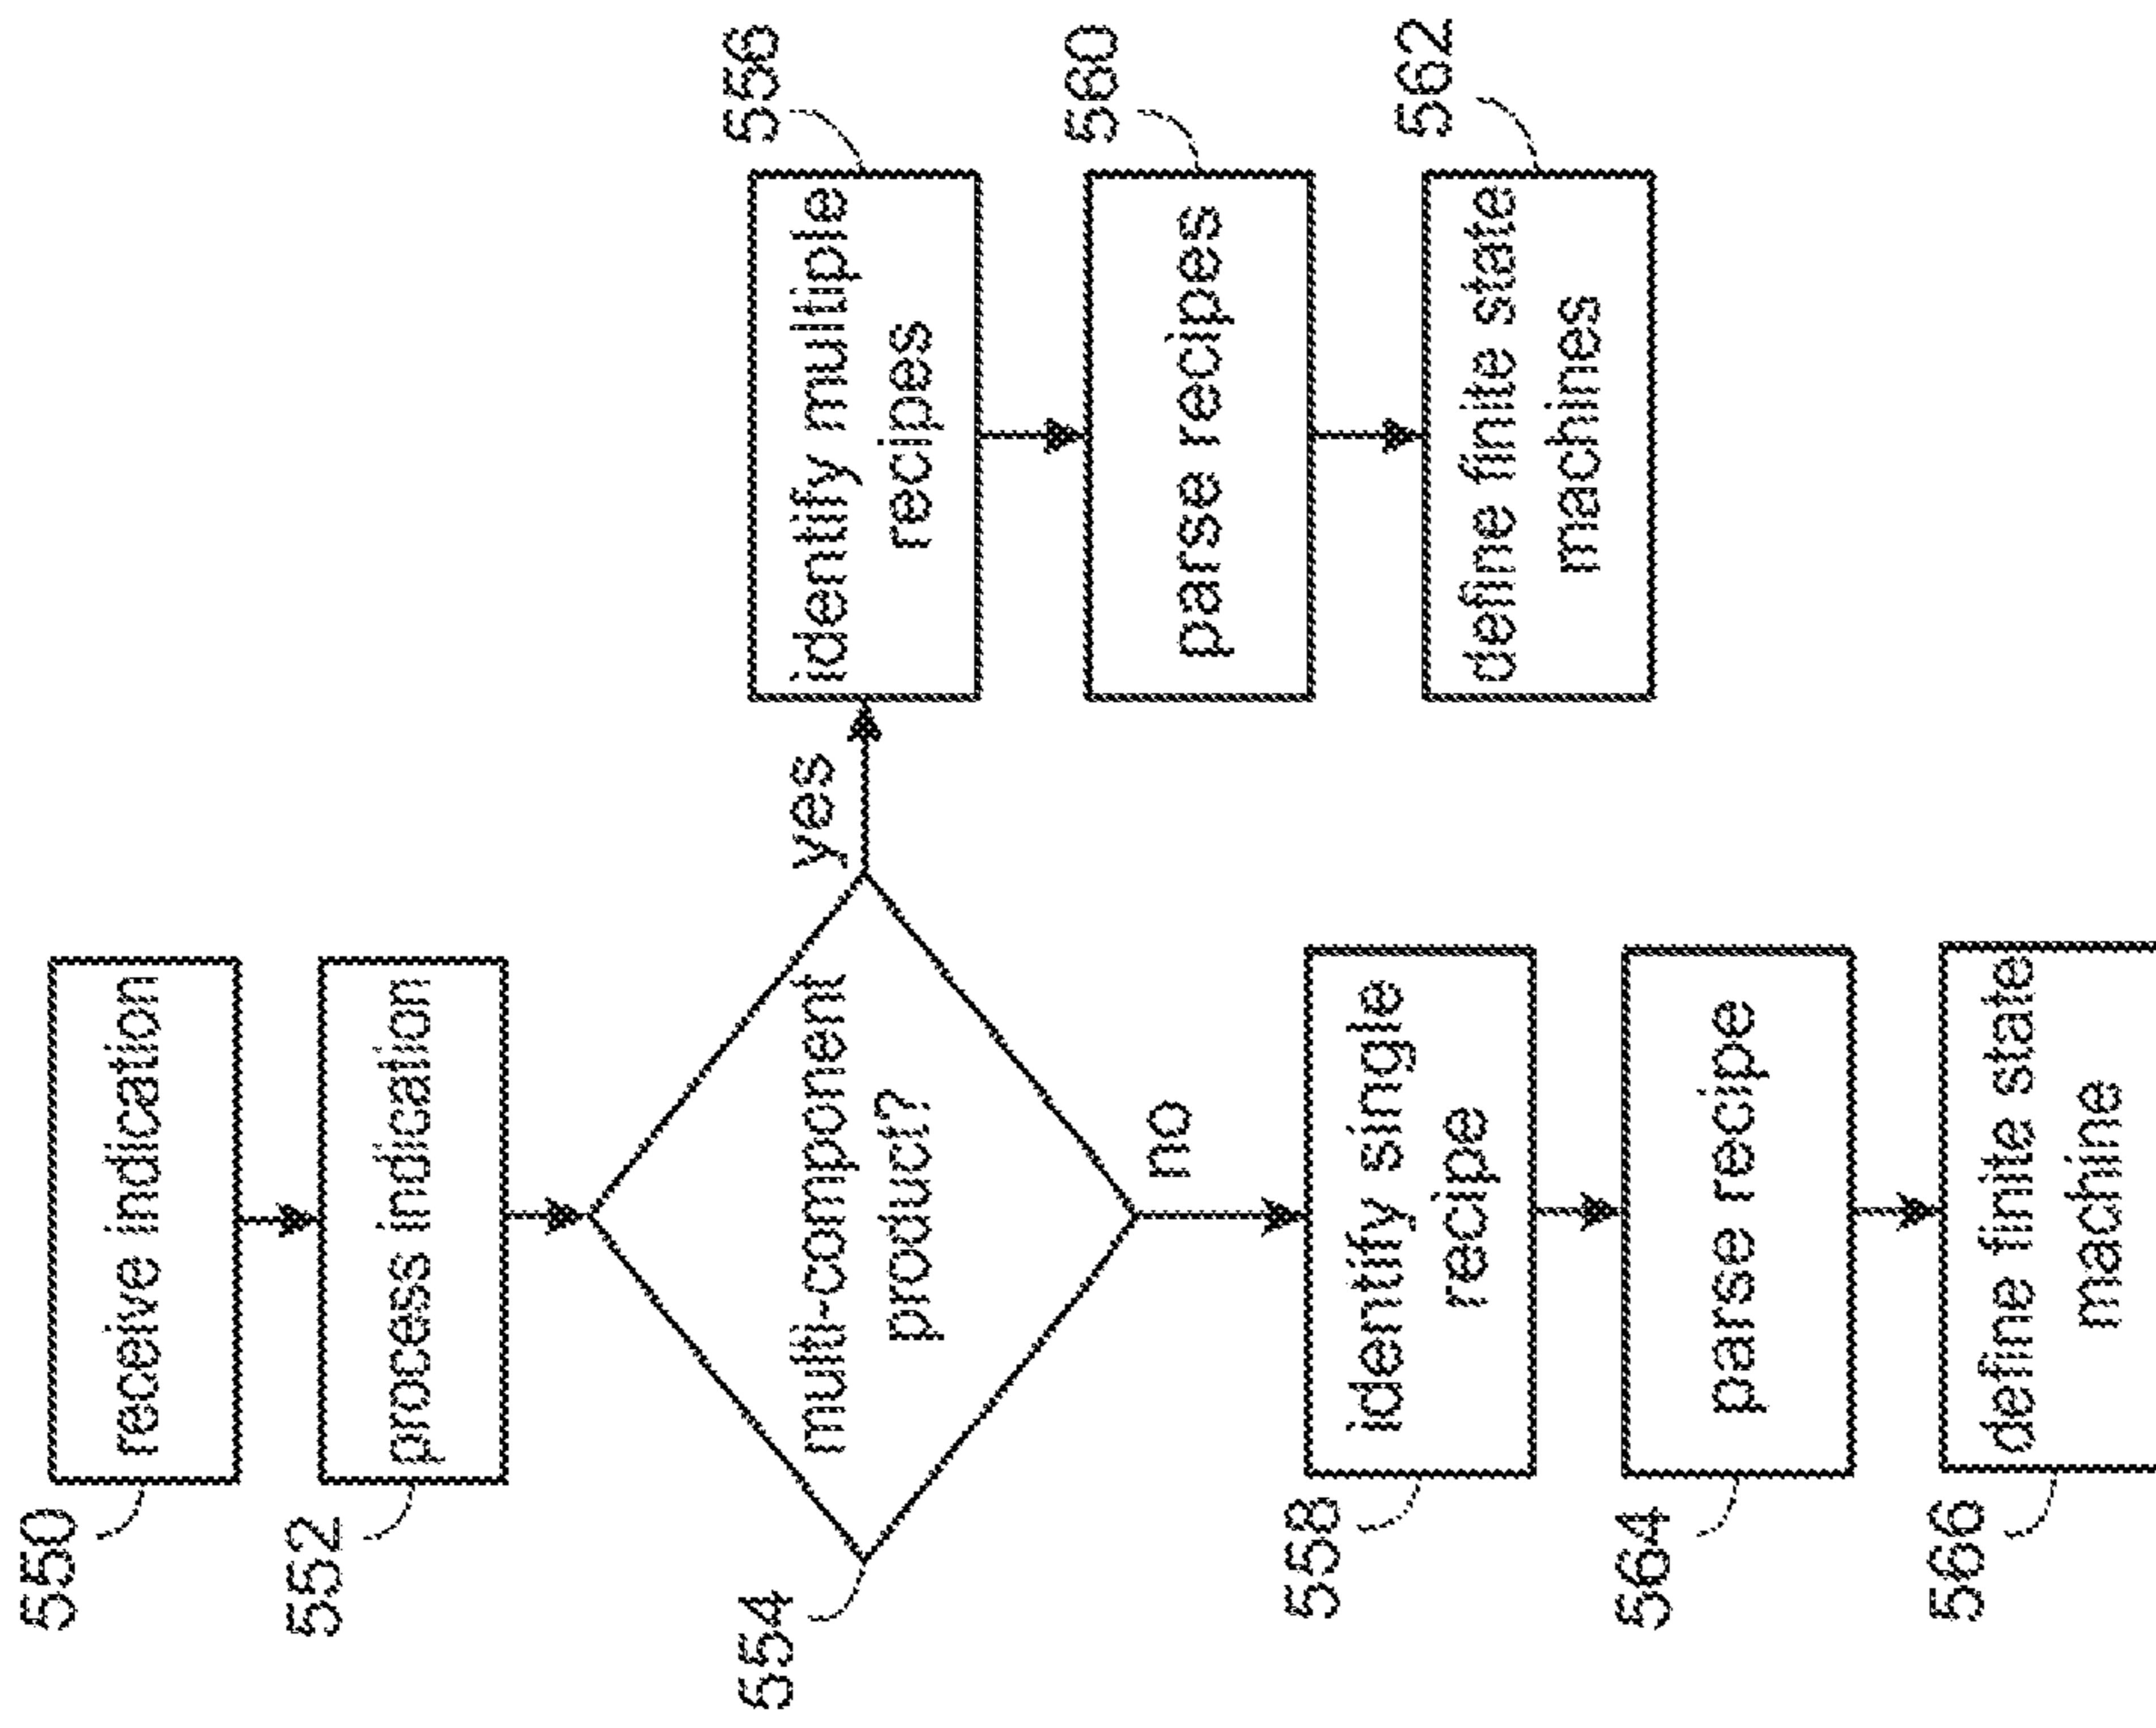 550
receive indication
552
process indication
554
multi-component
product?
yes
556
identify multiple
recipes
560
parse recipes
562
define finite state
machines
no
558
identify single
recipe
564
parse recipe
566
define finite state
machine